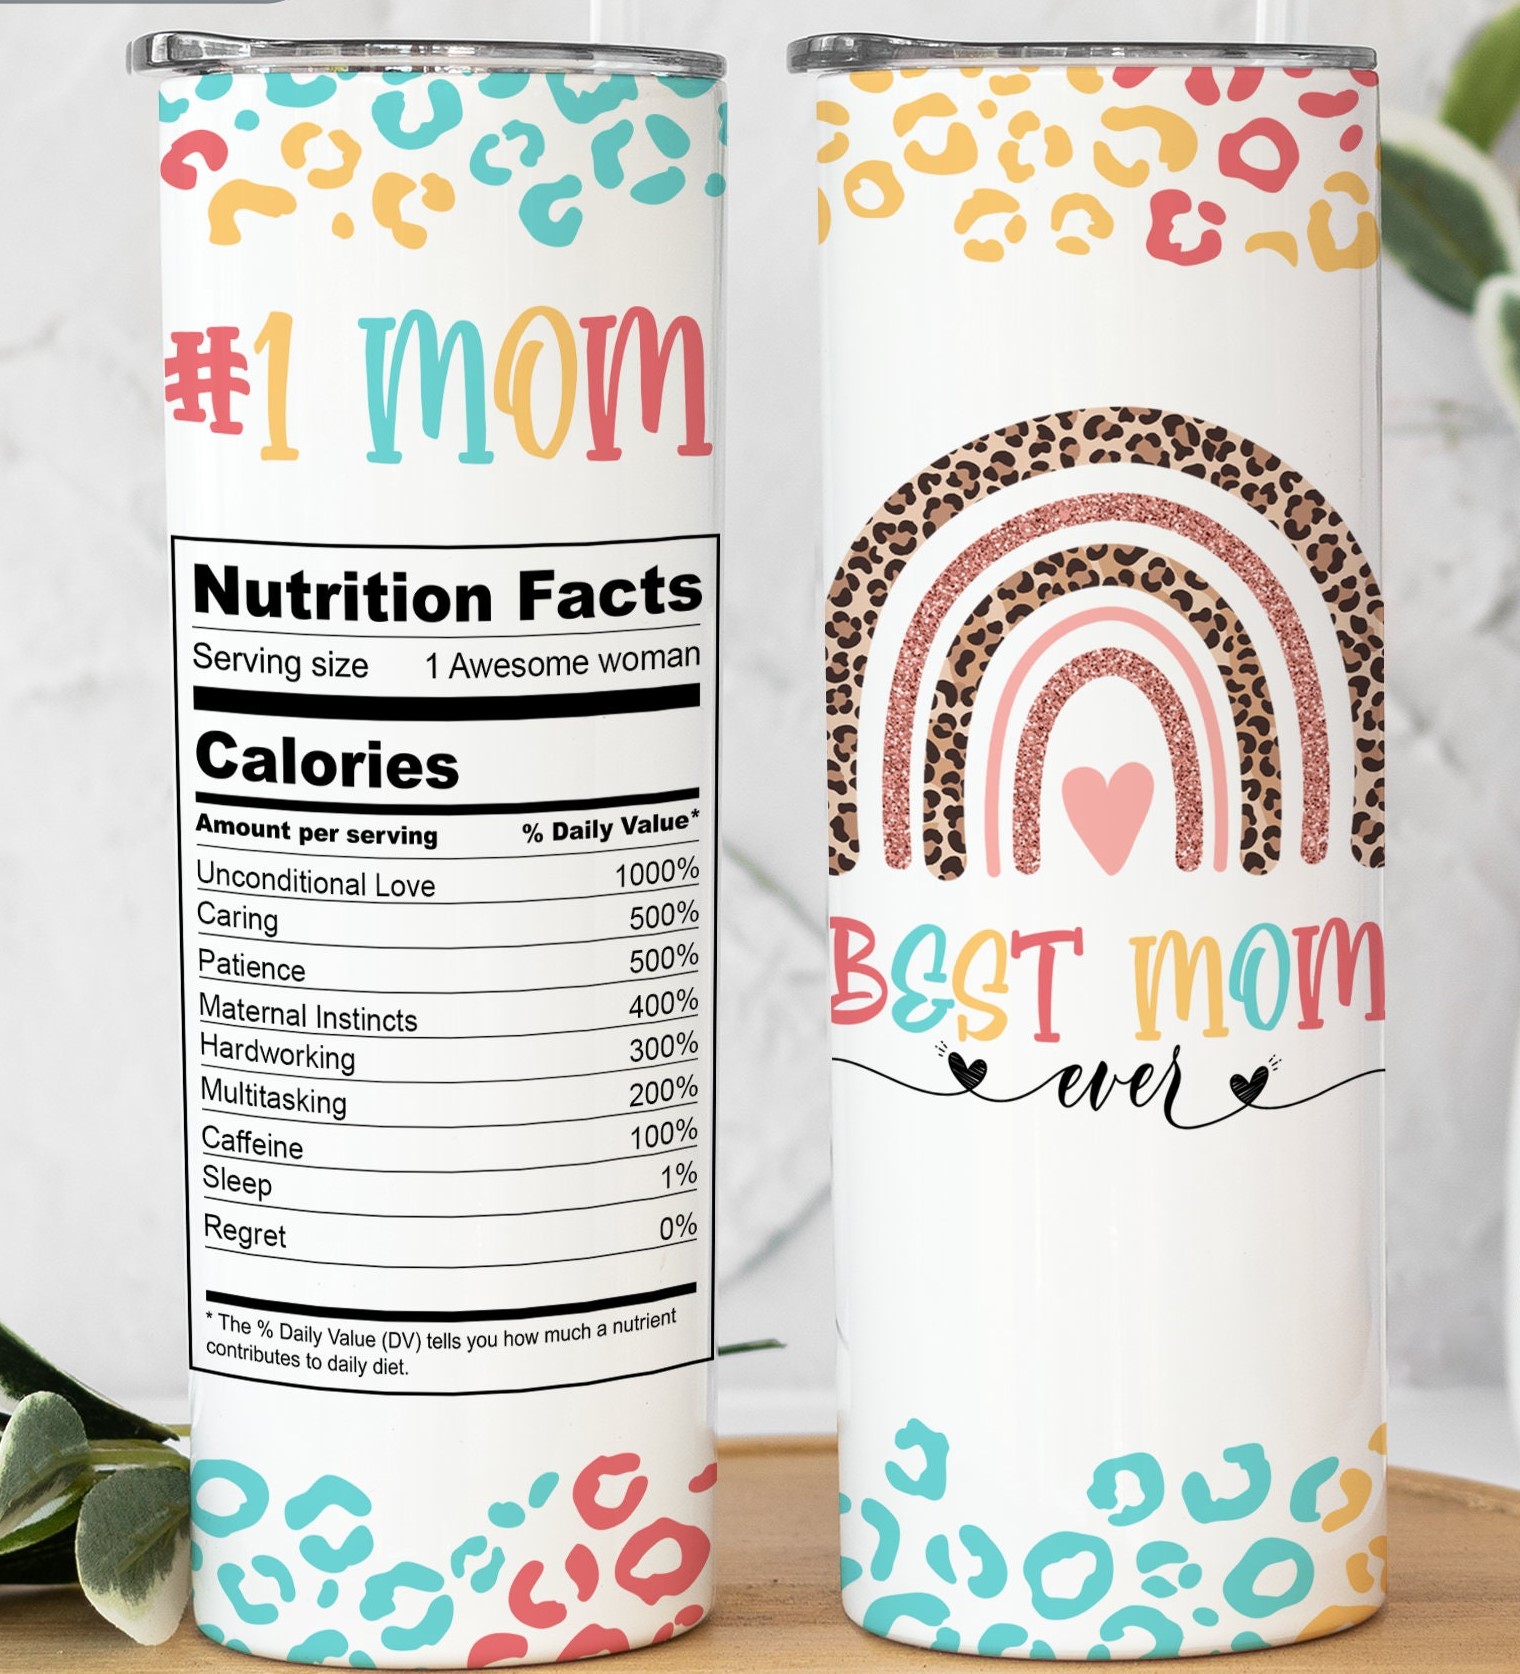 #1 MOM
Nutrition Facts
Serving size 1 Awesome woman
Calories
Amount per serving % Daily Value*
Unconditional Love 1000%
Caring 500%
Patience 500%
Maternal Instincts 400%
Hardworking 300%
Multitasking 200%
Caffeine 100%
Sleep 1%
Regret 0%
* The % Daily Value (DV) tells you how much a nutrient
contributes to daily diet.
BEST MOM
ever